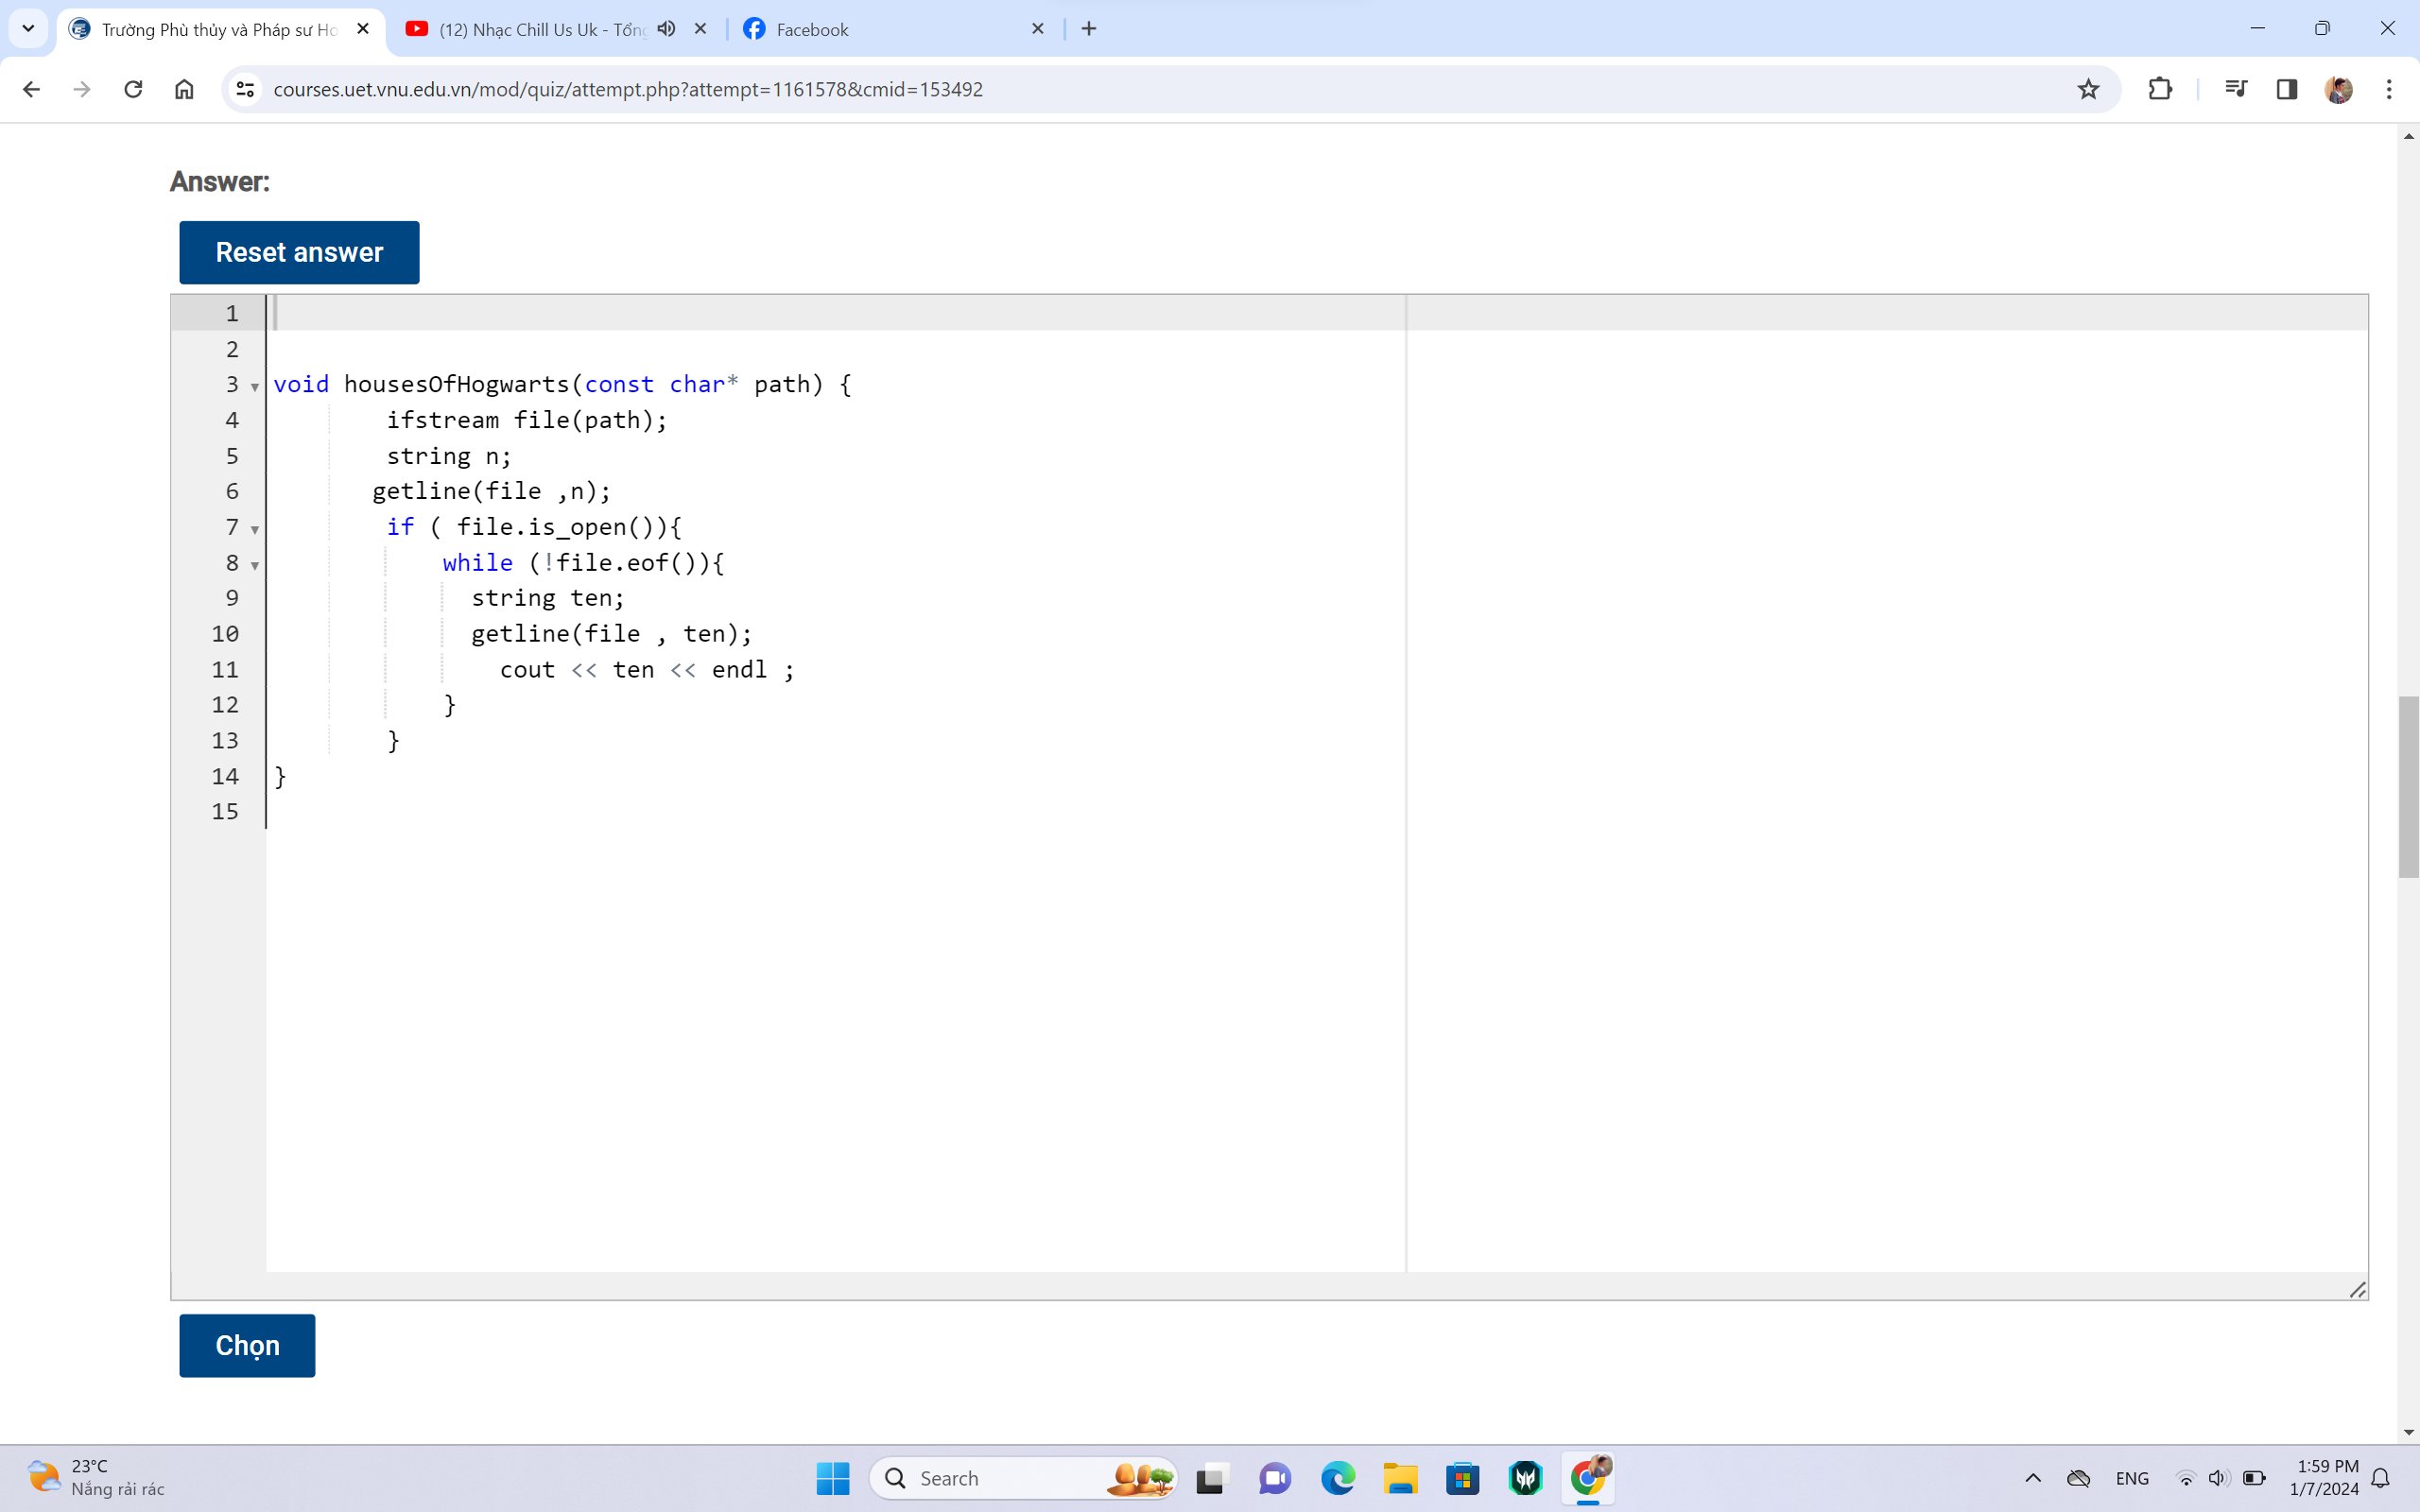 Trường Phù thủy và Pháp sư Ho
(12) Nhạc Chill Us Uk - Tổng
Facebook
courses.uet.vnu.edu.vn/mod/quiz/attempt.php?attempt=1161578&cmid=153492
Answer:
Reset answer
1
2
3 void housesOfHogwarts(const char* path) {
4 ifstream file(path);
5 string n;
6 getline(file ,n);
7 if ( file.is_open()){
8 while (!file.eof()){
9 string ten;
10 getline(file , ten);
11 cout << ten << endl ;
12 }
13 }
14 }
15
Chọn
23°C
Nắng rải rác
Search
ENG
1:59 PM
1/7/2024